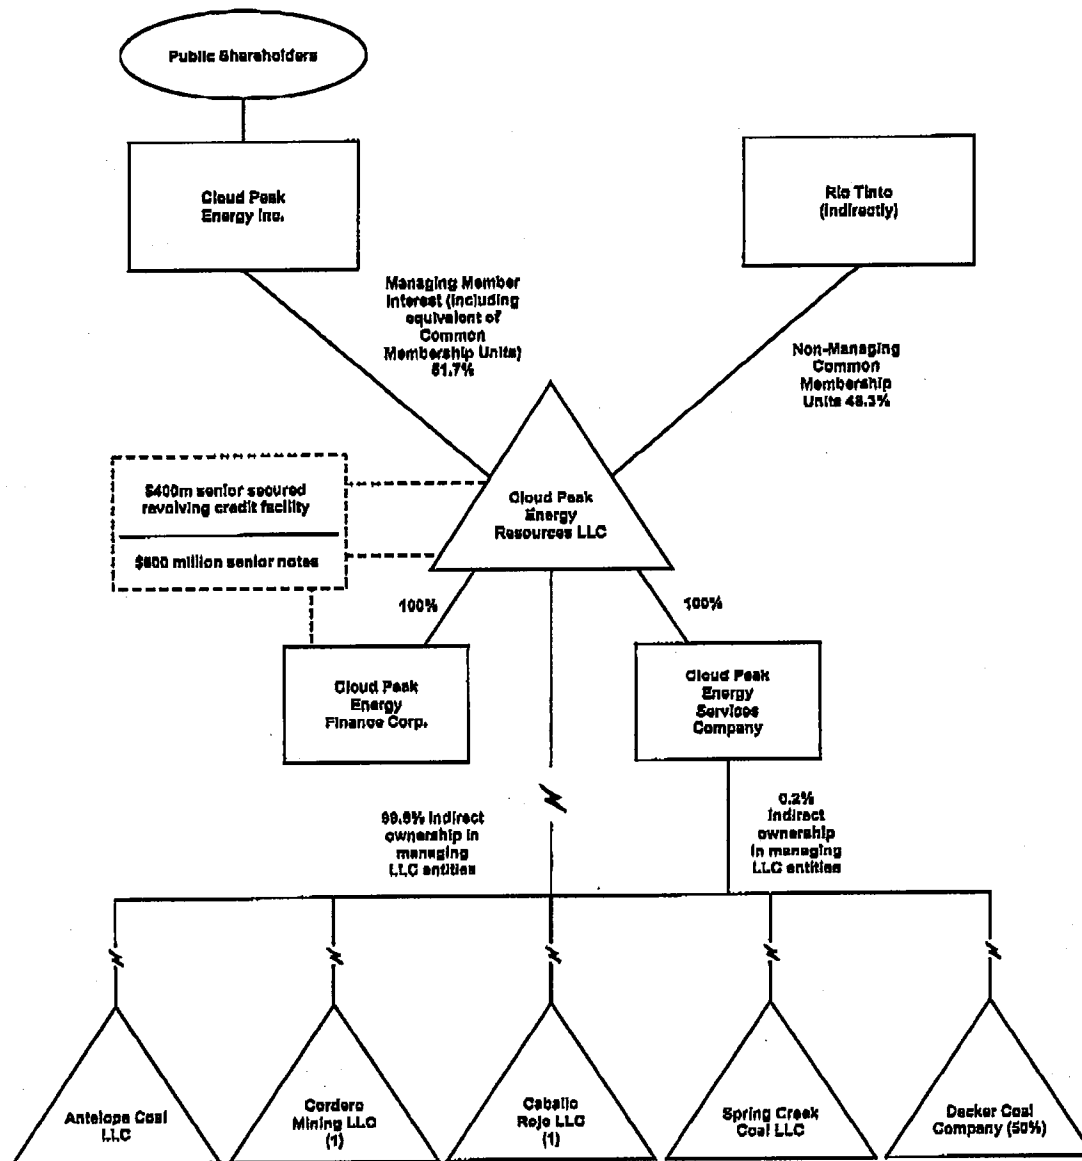 Public Shareholders
Cloud Peak
Energy Inc.
Rio Tinto
(indirectly)
Managing Member
Interest (including
equivalent of
Common
Membership Units)
51.7%
Non-Managing
Common
Membership
Units 48.3%
$400m senior secured
revolving credit facility
$600 million senior notes
Cloud Peak
Energy
Resources LLC
100%
100%
Cloud Peak
Energy
Finance Corp.
Cloud Peak
Energy
Services
Company
indirect
ownership in
managing
LLC entities
0.2%
indirect
ownership
in managing
LLC entities
Antelope Coal
LLC
Cordero
Mining LLC
(1)
Caballo
Rojo LLC
(1)
Spring Creek
Coal LLC
Decker Coal
Company (50%)